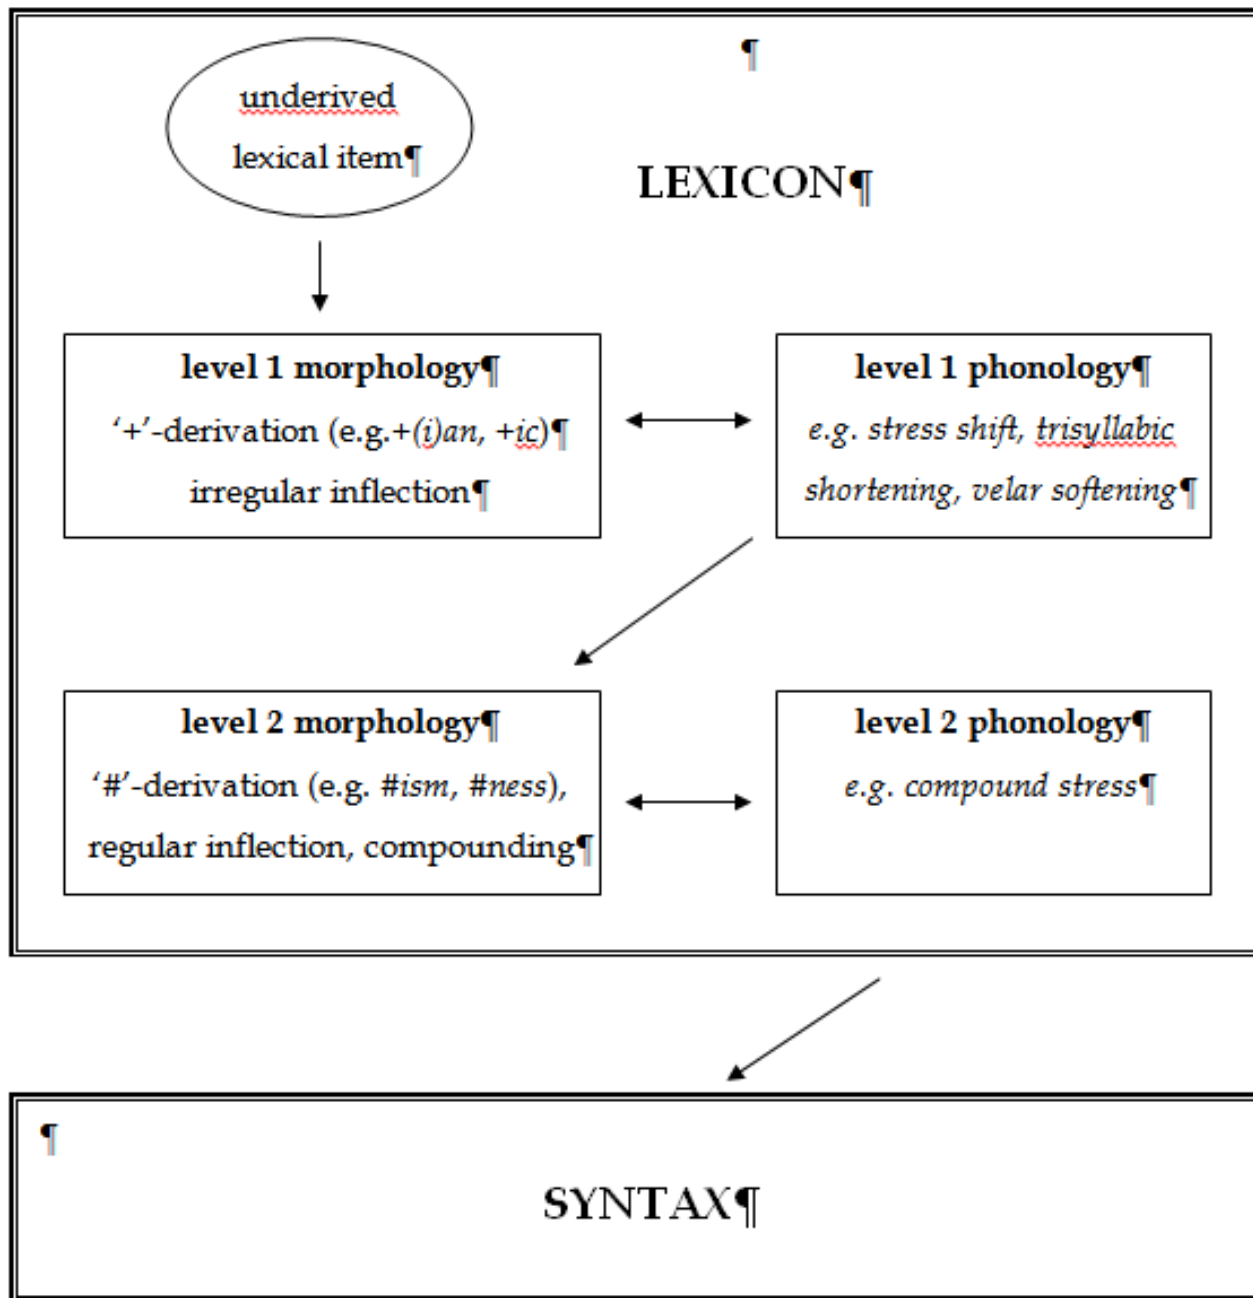 ¶
underived
lexical item¶
LEXICON¶
level 1 morphology¶
‘+’-derivation (e.g.+(i)an, +ic)¶
irregular inflection¶
level 1 phonology¶
e.g. stress shift, trisyllabic
shortening, velar softening¶
level 2 morphology¶
‘#’-derivation (e.g. #ism, #ness),
regular inflection, compounding¶
level 2 phonology¶
e.g. compound stress¶
¶
SYNTAX¶